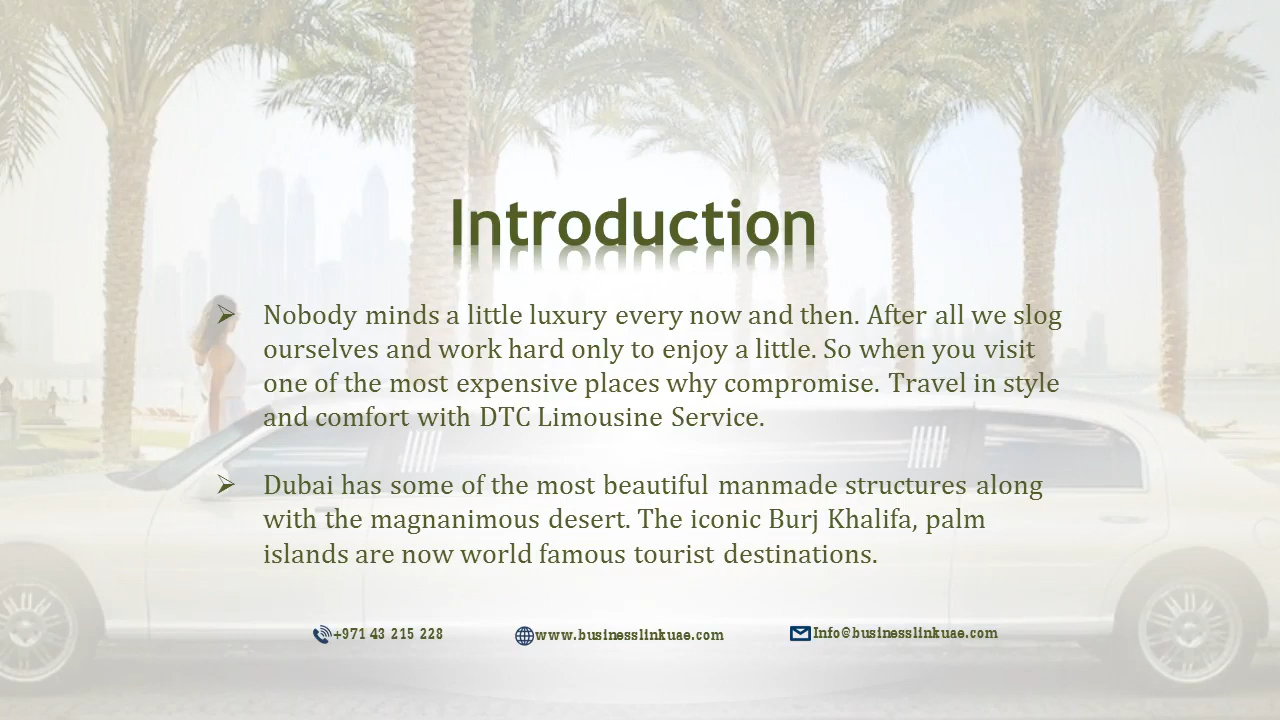 Introduction
➢ Nobody minds a little luxury every now and then. After all we slog
ourselves and work hard only to enjoy a little. So when you visit
one of the most expensive places why compromise. Travel in style
and comfort with DTC Limousine Service.
➢ Dubai has some of the most beautiful manmade structures along
with the magnanimous desert. The iconic Burj Khalifa, palm
islands are now world famous tourist destinations.
+971 43 215 228 www.businesslinkuae.com Info@businesslinkuae.com